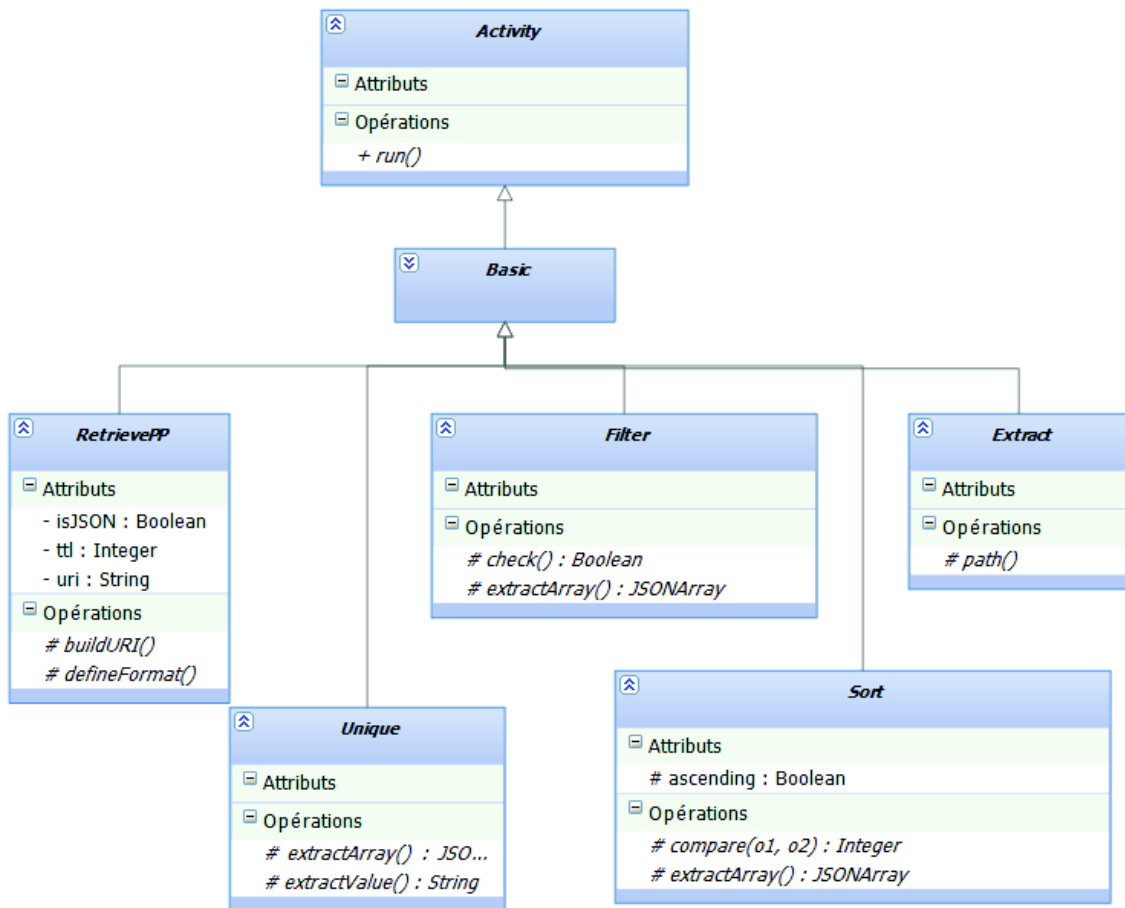 Activity
Attributs
Opérations
+ run()
Basic
RetrievePP
Attributs
- isJSON : Boolean
- ttl : Integer
- uri : String
Opérations
# buildURI()
# defineFormat()
Filter
Attributs
Opérations
# check() : Boolean
# extractArray() : JSONArray
Extract
Attributs
Opérations
# path()
Unique
Attributs
Opérations
# extractArray() : JSO...
# extractValue() : String
Sort
Attributs
# ascending : Boolean
Opérations
# compare(o1, o2) : Integer
# extractArray() : JSONArray